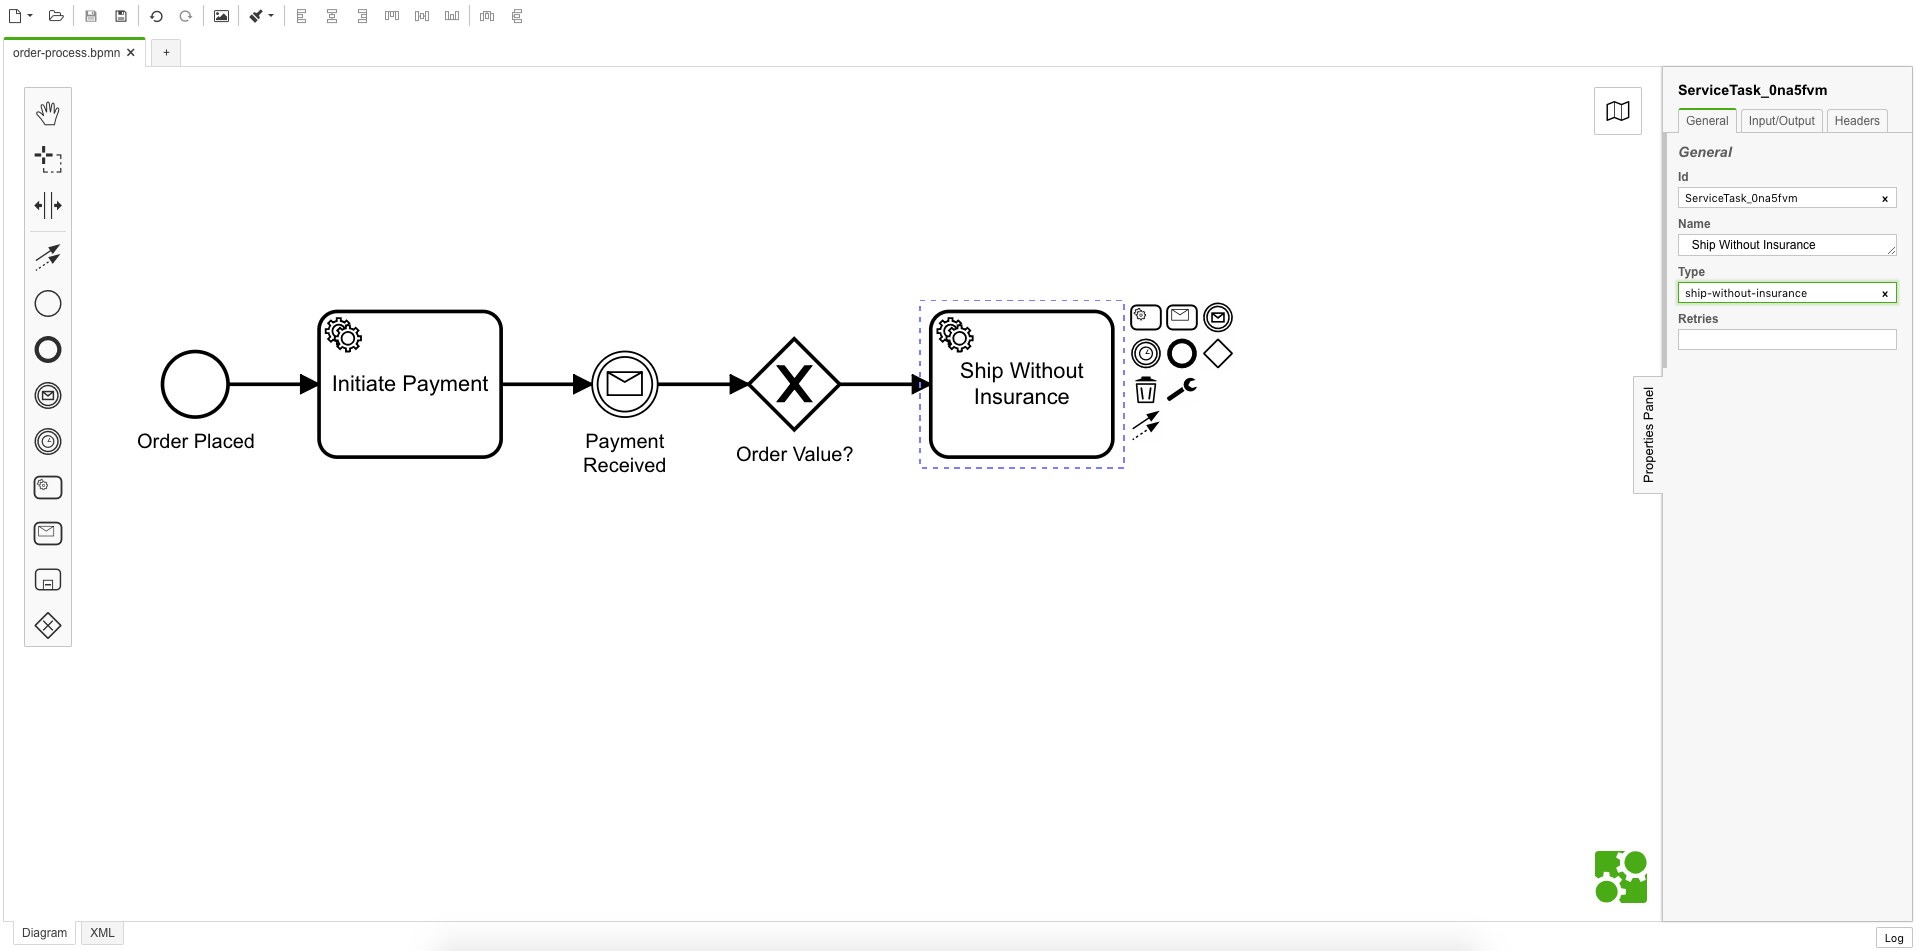 order-process.bpmn
+
ServiceTask_0na5fvm
General
Input/Output
Headers
General
Id
ServiceTask_0na5fvm
Name
Ship Without Insurance
Type
ship-without-insurance
Retries
Properties Panel
Initiate Payment
Ship Without
Insurance
Order Placed
Payment
Received
Order Value?
Diagram
XML
Log